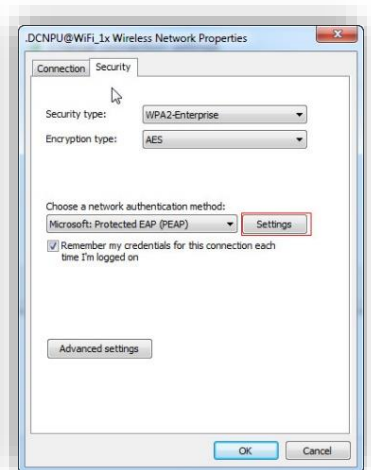 .DCNPU@WiFi_1x Wireless Network Properties
Connection Security
Security type: WPA2-Enterprise
Encryption type: AES
Choose a network authentication method:
Microsoft: Protected EAP (PEAP) Settings
Remember my credentials for this connection each
time I'm logged on
Advanced settings
OK Cancel